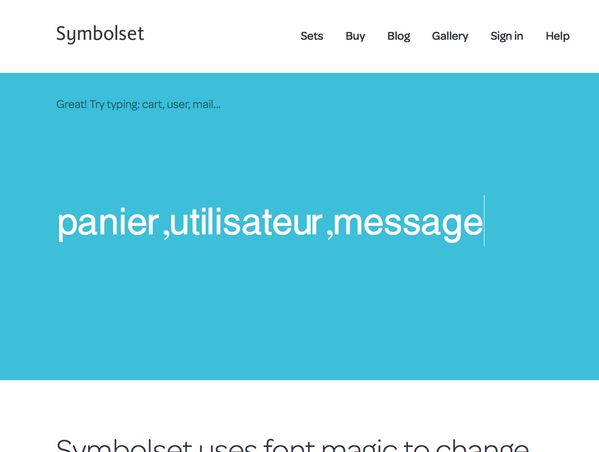 Symbolset
Sets Buy Blog Gallery Sign in Help
Great! Try typing: cart, user, mail...
panier,utilisateur,message
Symbolset uses font magic to change